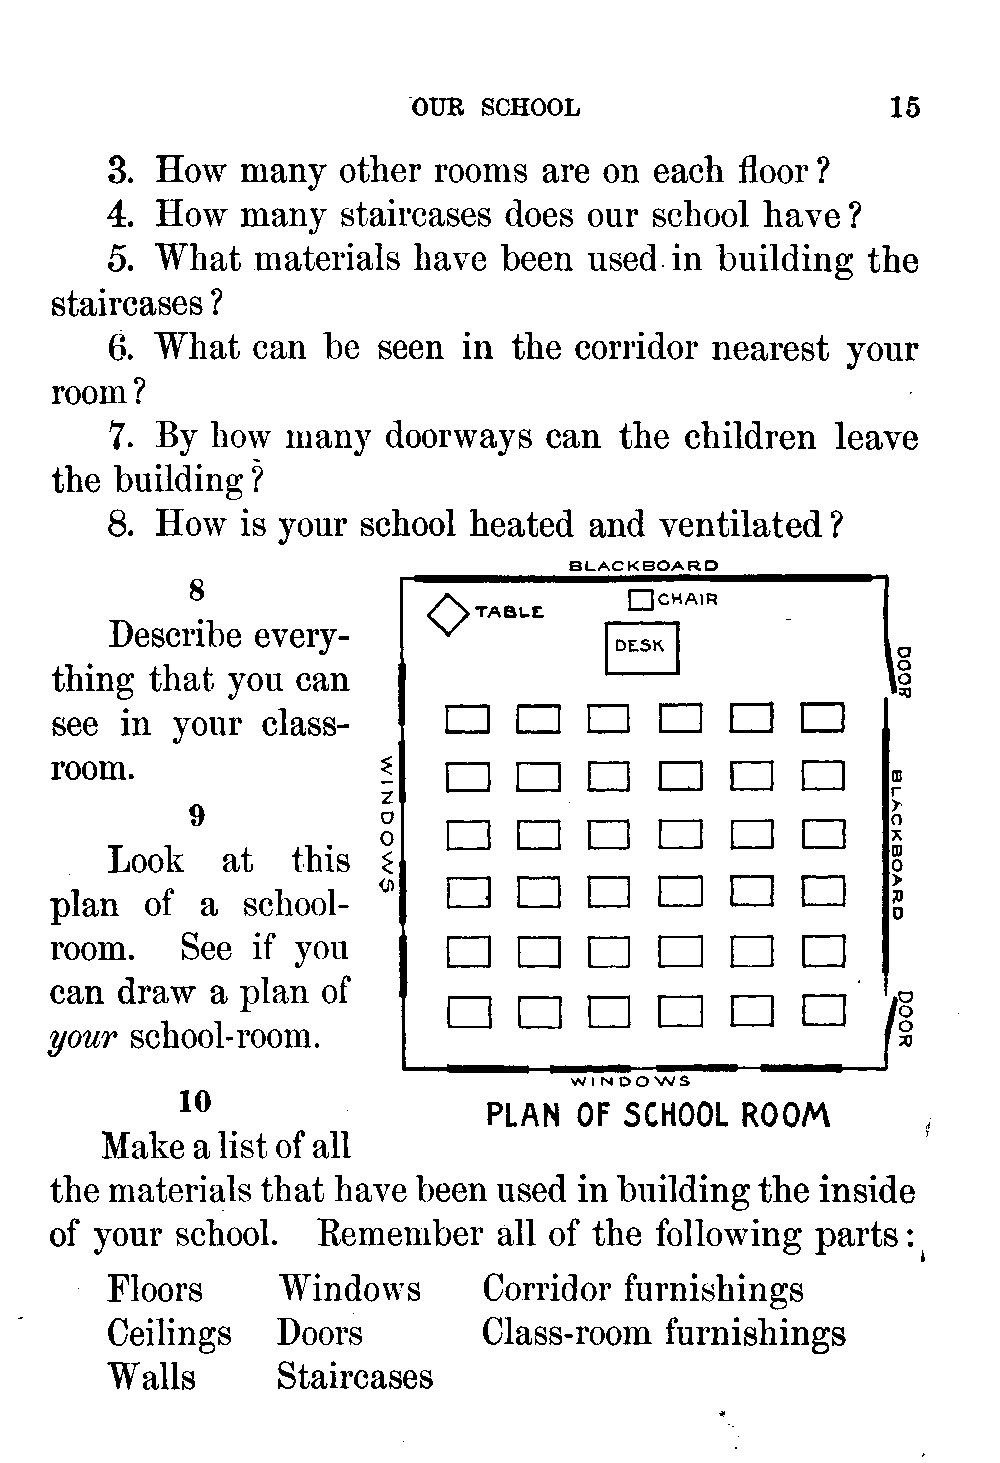 OUR SCHOOL 15
3. How many other rooms are on each floor?
4. How many staircases does our school have?
5. What materials have been used in building the
staircases?
6. What can be seen in the corridor nearest your
room?
7. By how many doorways can the children leave
the building?
8. How is your school heated and ventilated?
8
Describe every-
thing that you can
see in your class-
room.
9
Look at this
plan of a school-
room. See if you
can draw a plan of
your school-room.
10
Make a list of all
BLACKBOARD
TABLE
CHAIR
DESK
DOOR
WINDOWS
BLACKBOARD
DOOR
WINDOWS
PLAN OF SCHOOL ROOM
the materials that have been used in building the inside
of your school. Remember all of the following parts:
Floors Windows Corridor furnishings
Ceilings Doors Class-room furnishings
Walls Staircases